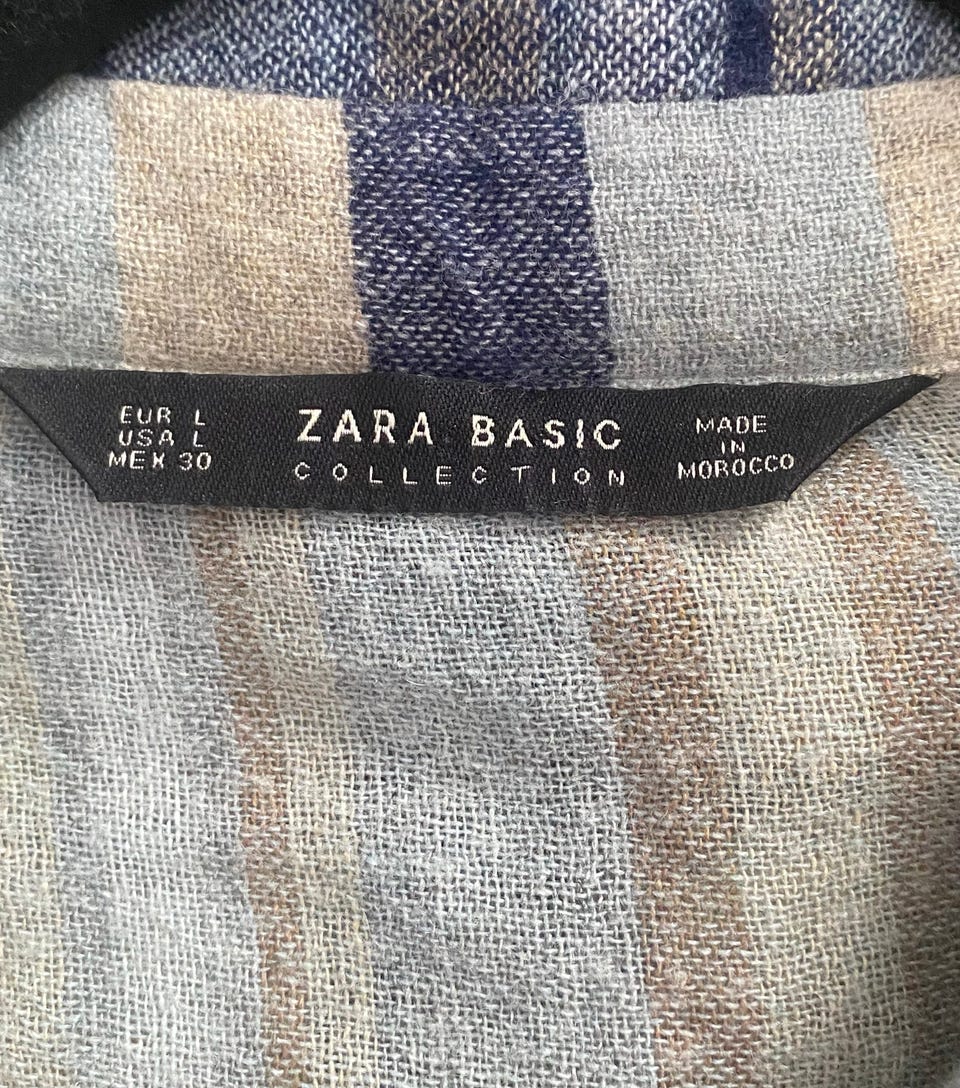 EUR L
USA L
MEX 30
ZARA BASIC
COLLECTION
MADE
IN
MOROCCO